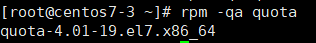 [root@centos7-3 ~]# rpm -qa quota
quota-4.01-19.el7.x86_64